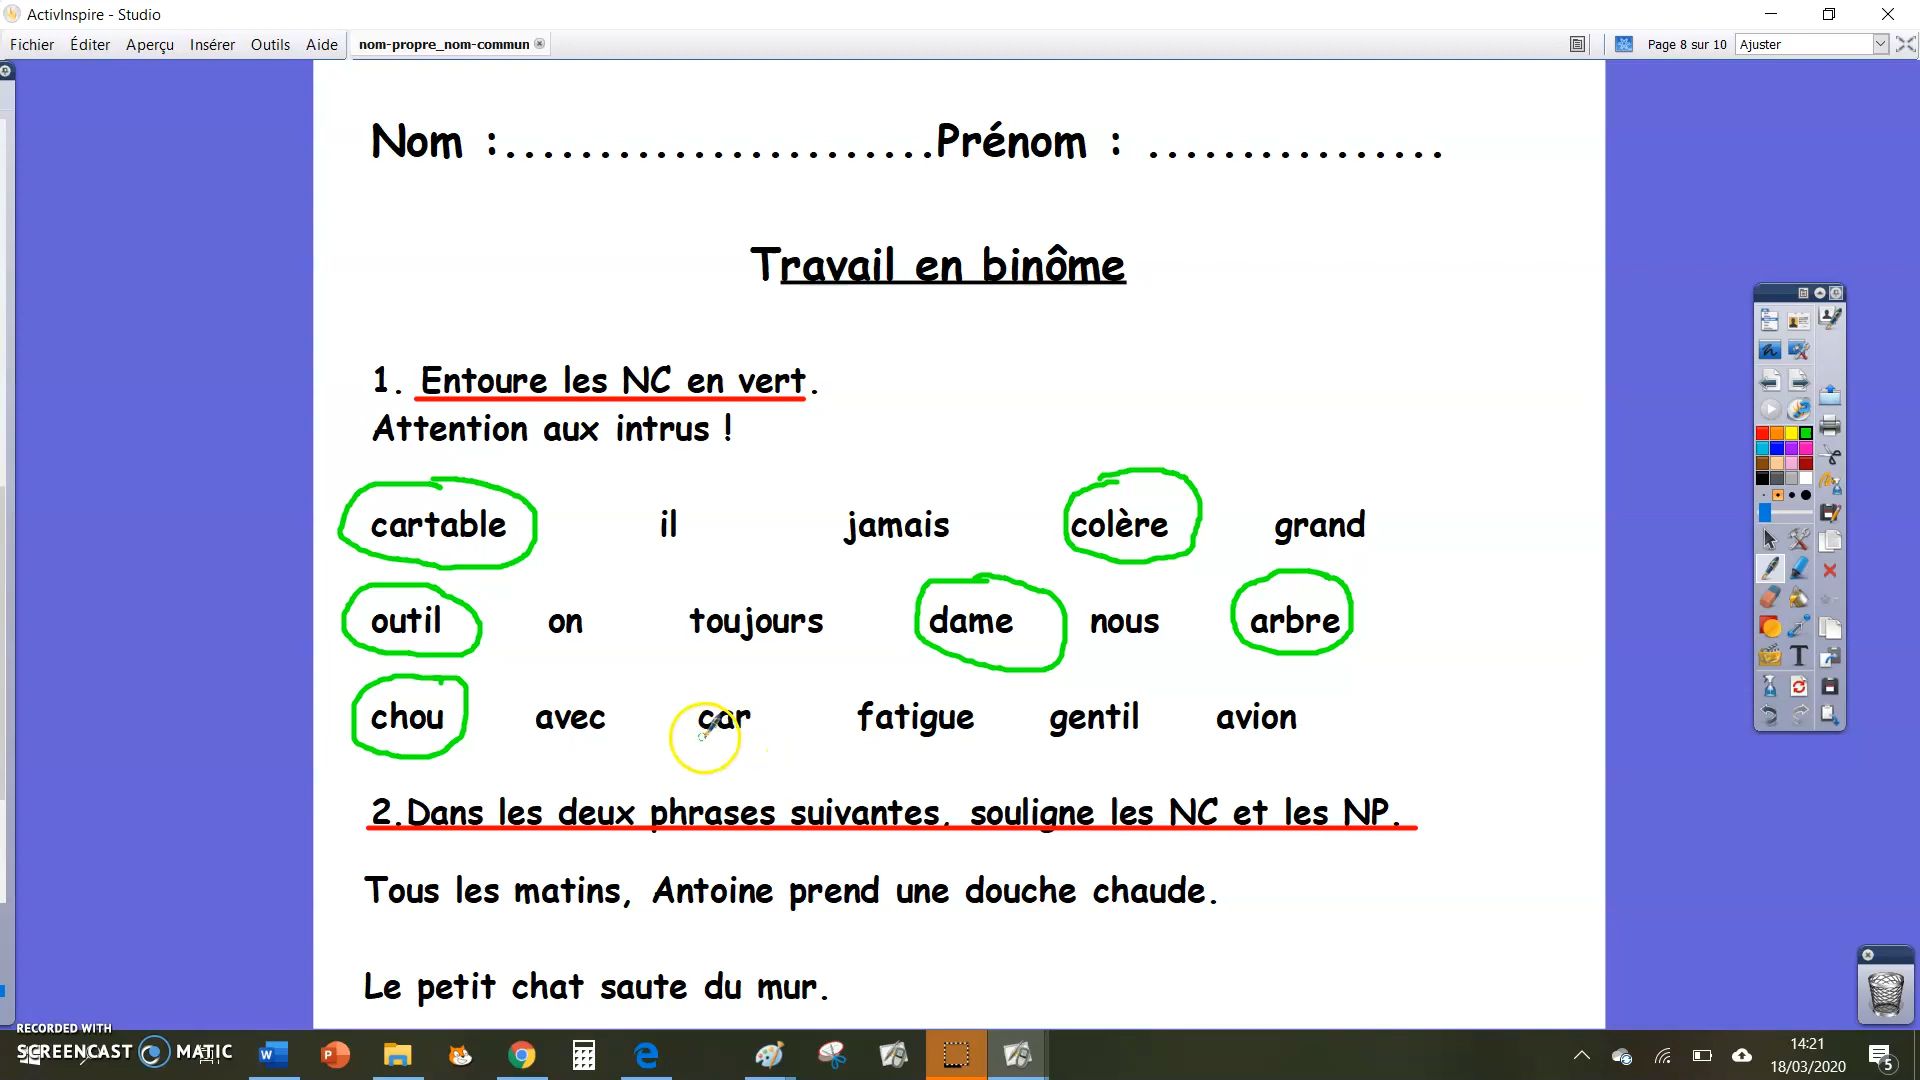 ActivInspire - Studio
Fichier Éditer Aperçu Insérer Outils Aide nom-propre_nom-commun Page 8 sur 10 Ajuster
Nom :.......................Prénom : ................
Travail en binôme
1. Entoure les NC en vert.
Attention aux intrus !
cartable il jamais colère grand
outil on toujours dame nous arbre
chou avec car fatigue gentil avion
2.Dans les deux phrases suivantes, souligne les NC et les NP.
Tous les matins, Antoine prend une douche chaude.
Le petit chat saute du mur.
RECORDED WITH
SCREENCAST MATIC
14:21
18/03/2020
5